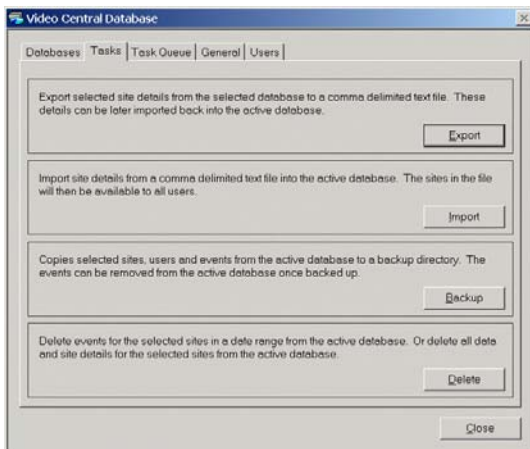 Video Central Database
Databases Tasks Task Queue General Users
Export selected site details from the selected database to a comma delimited text file. These
details can be later imported back into the active database.
Export
Import site details from a comma delimited text file into the active database. The sites in the file
will then be available to all users.
Import
Copies selected sites, users and events from the active database to a backup directory. The
events can be removed from the active database once backed up.
Backup
Delete events for the selected sites in a date range from the active database. Or delete all data
and site details for the selected sites from the active database.
Delete
Close